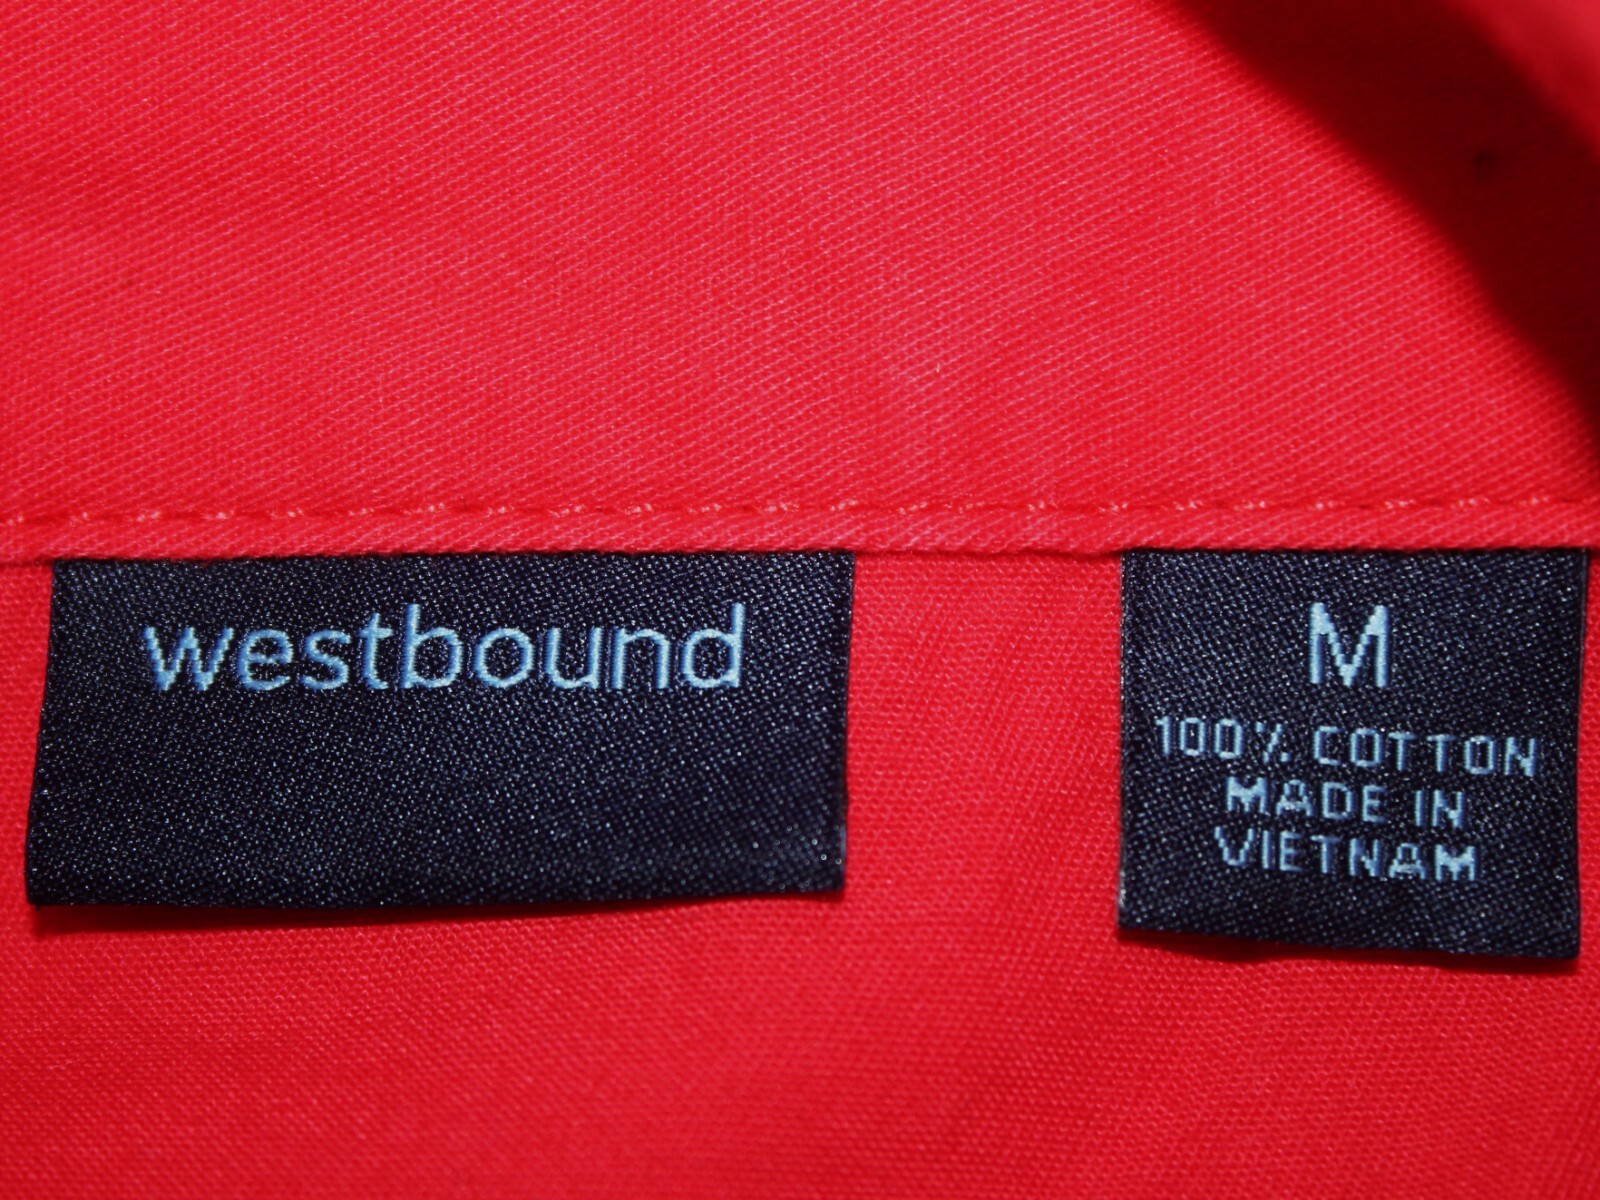 westbound
M
100% COTTON
MADE IN
VIETNAM